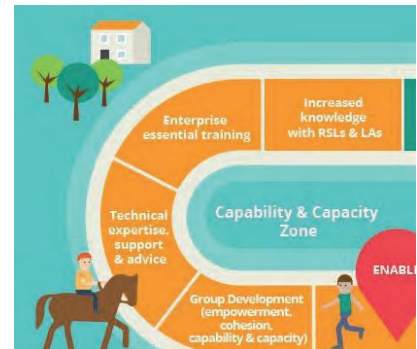 Increased
knowledge
with RSLs & LAs
Enterprise
essential training
Technical
expertise,
support
& advice
Capability & Capacity
Zone
Group Development
(empowerment,
cohesion,
capability & capacity)